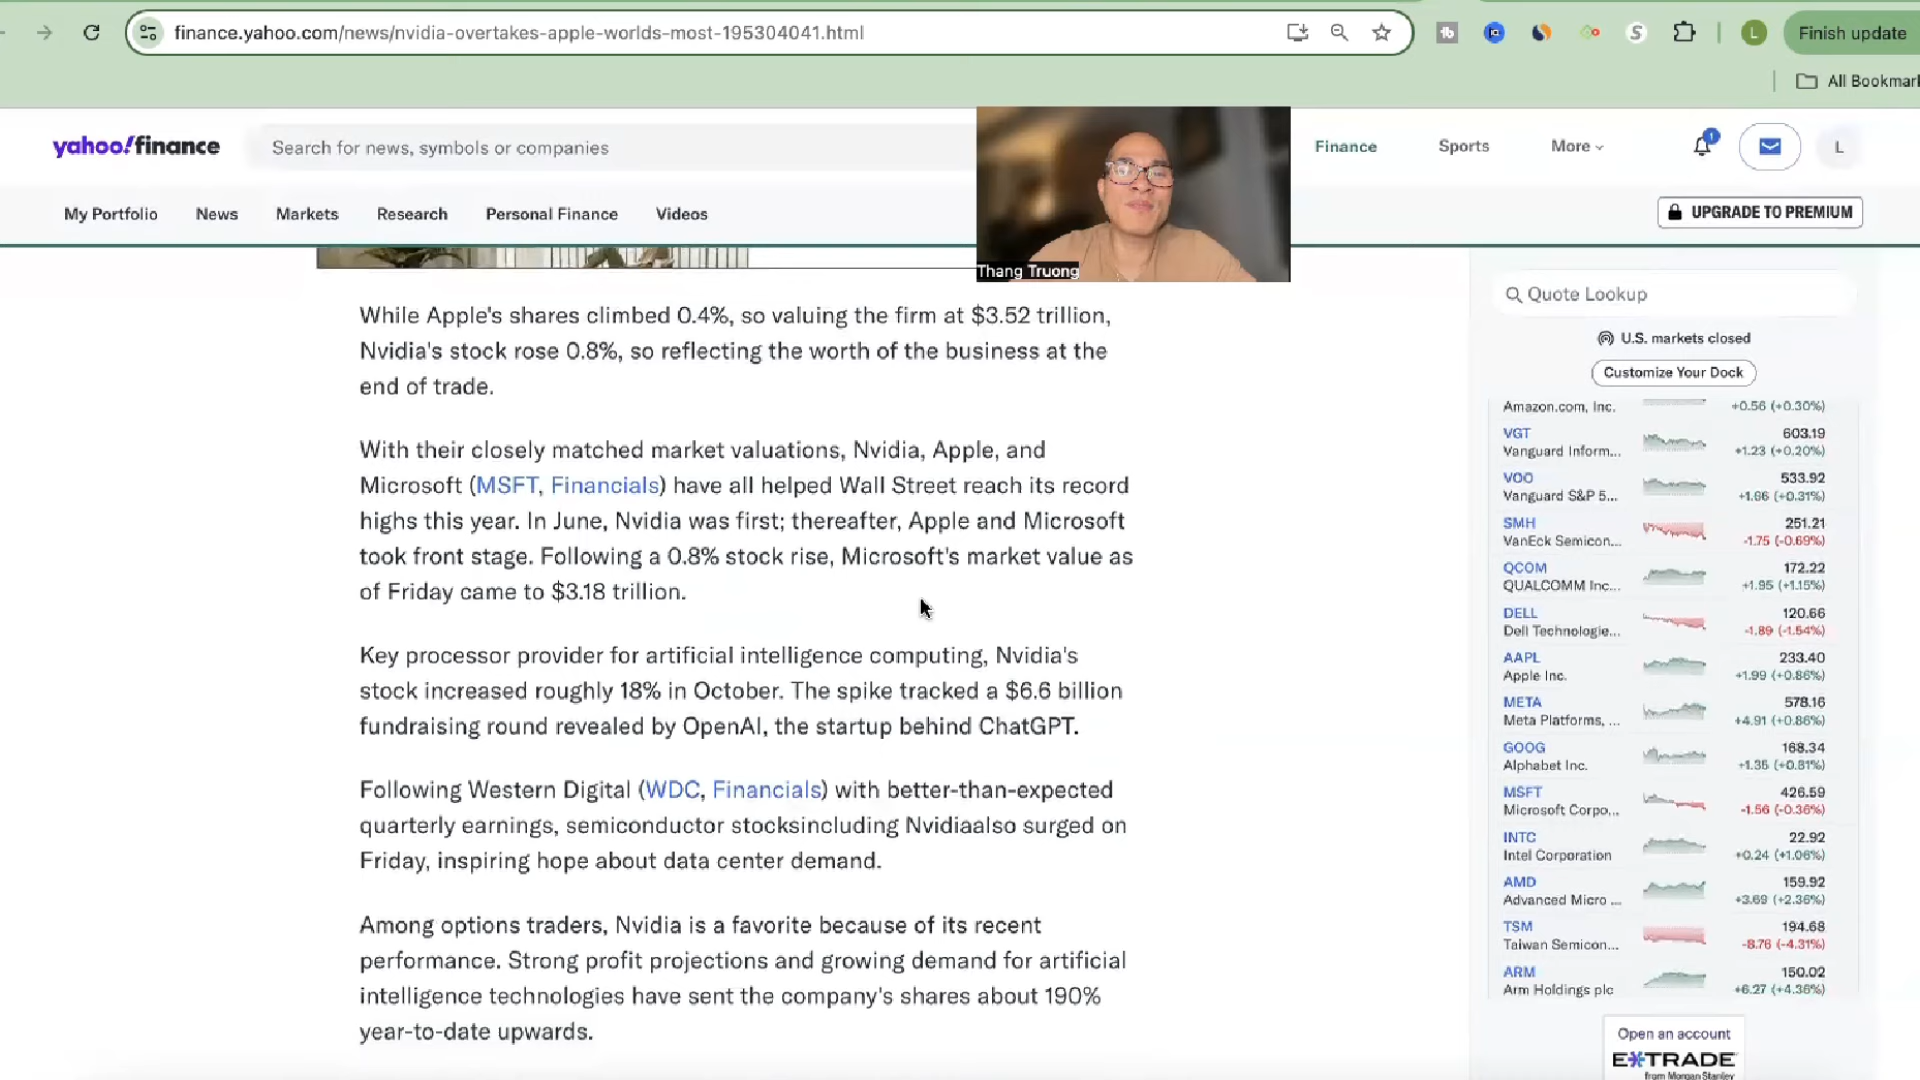 finance.yahoo.com/news/nvidia-overtakes-apple-worlds-most-195304041.html
Finish update
All Bookmar
yahoo!finance
Search for news, symbols or companies
Finance
Sports
More
1
L
My Portfolio
News
Markets
Research
Personal Finance
Videos
UPGRADE TO PREMIUM
Thang Truong
While Apple's shares climbed 0.4%, so valuing the firm at $3.52 trillion,
Nvidia's stock rose 0.8%, so reflecting the worth of the business at the
end of trade.
With their closely matched market valuations, Nvidia, Apple, and
Microsoft (MSFT, Financials) have all helped Wall Street reach its record
highs this year. In June, Nvidia was first; thereafter, Apple and Microsoft
took front stage. Following a 0.8% stock rise, Microsoft's market value as
of Friday came to $3.18 trillion.
Key processor provider for artificial intelligence computing, Nvidia's
stock increased roughly 18% in October. The spike tracked a $6.6 billion
fundraising round revealed by OpenAI, the startup behind ChatGPT.
Following Western Digital (WDC, Financials) with better-than-expected
quarterly earnings, semiconductor stocksincluding Nvidiaalso surged on
Friday, inspiring hope about data center demand.
Among options traders, Nvidia is a favorite because of its recent
performance. Strong profit projections and growing demand for artificial
intelligence technologies have sent the company's shares about 190%
year-to-date upwards.
Quote Lookup
U.S. markets closed
Customize Your Dock
Amazon.com, Inc. +0.56 (+0.30%)
VGT 603.19
Vanguard Inform... +1.23 (+0.20%)
VOO 533.92
Vanguard S&P 5... +1.66 (+0.31%)
SMH 251.21
VanEck Semicon... -1.75 (-0.69%)
QCOM 172.22
QUALCOMM Inc... +1.95 (+1.15%)
DELL 120.66
Dell Technologie... -1.89 (-1.54%)
AAPL 233.40
Apple Inc. +1.99 (+0.86%)
META 578.16
Meta Platforms, ... +4.91 (+0.86%)
GOOG 168.34
Alphabet Inc. +1.35 (+0.81%)
MSFT 426.59
Microsoft Corpo... -1.56 (-0.36%)
INTC 22.92
Intel Corporation +0.24 (+1.06%)
AMD 159.92
Advanced Micro ... +3.69 (+2.36%)
TSM 194.68
Taiwan Semicon... -8.76 (-4.31%)
ARM 150.02
Arm Holdings plc +6.27 (+4.36%)
Open an account
E*TRADE
from Morgan Stanley